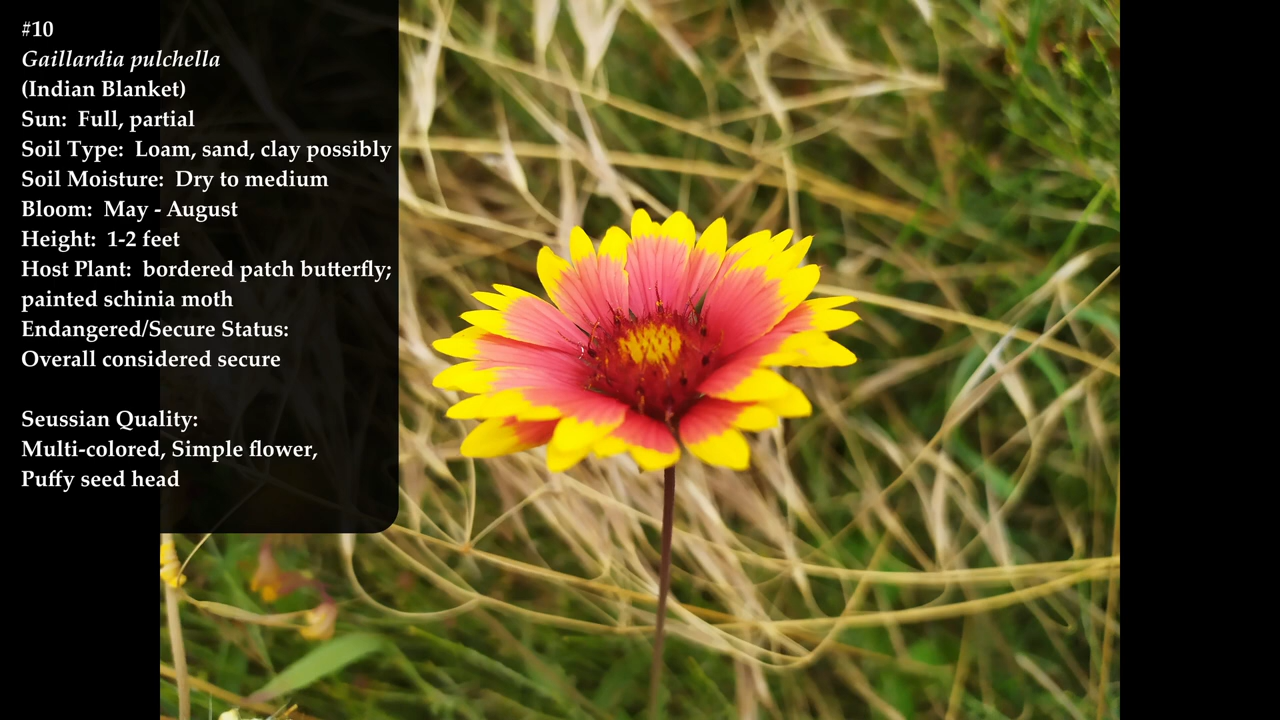 #10
Gaillardia pulchella
(Indian Blanket)
Sun: Full, partial
Soil Type: Loam, sand, clay possibly
Soil Moisture: Dry to medium
Bloom: May - August
Height: 1-2 feet
Host Plant: bordered patch butterfly;
painted schinia moth
Endangered/Secure Status:
Overall considered secure
Seussian Quality:
Multi-colored, Simple flower,
Puffy seed head